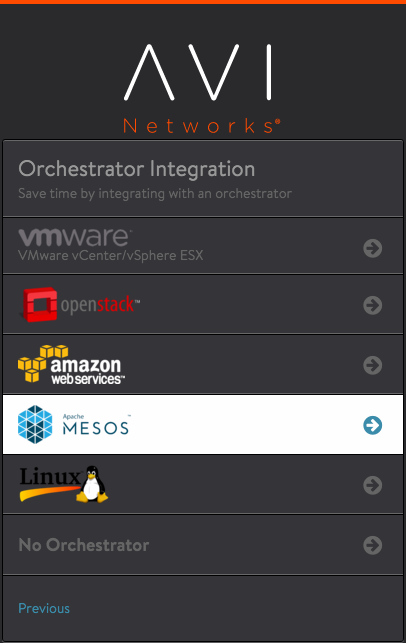 AVI
Networks®
Orchestrator Integration
Save time by integrating with an orchestrator
vmware™
VMware vCenter/vSphere ESX
openstack™
amazon
web services™
Apache
MESOS™
Linux
No Orchestrator
Previous